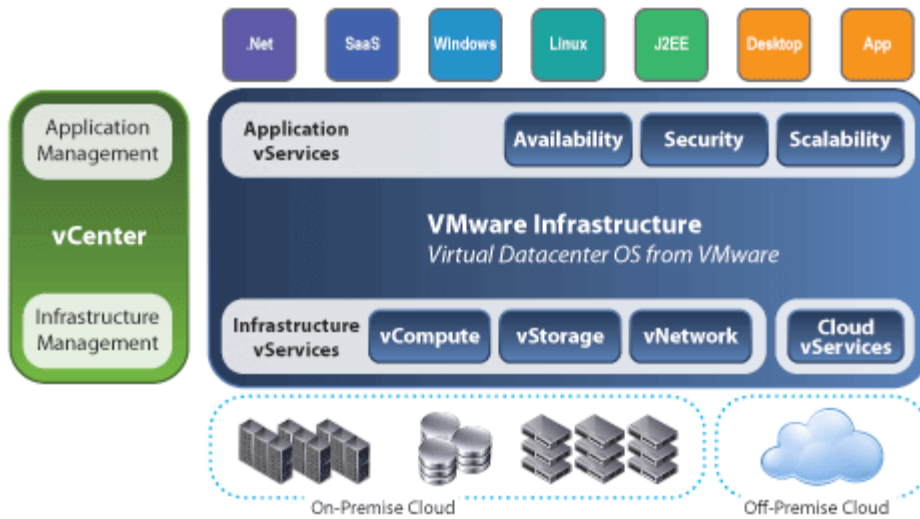 .Net
SaaS
Windows
Linux
J2EE
Desktop
App
Application
Management
vCenter
Infrastructure
Management
Application
vServices
Availability
Security
Scalability
VMware Infrastructure
Virtual Datacenter OS from VMware
Infrastructure
vServices
vCompute
vStorage
vNetwork
Cloud
vServices
On-Premise Cloud
Off-Premise Cloud